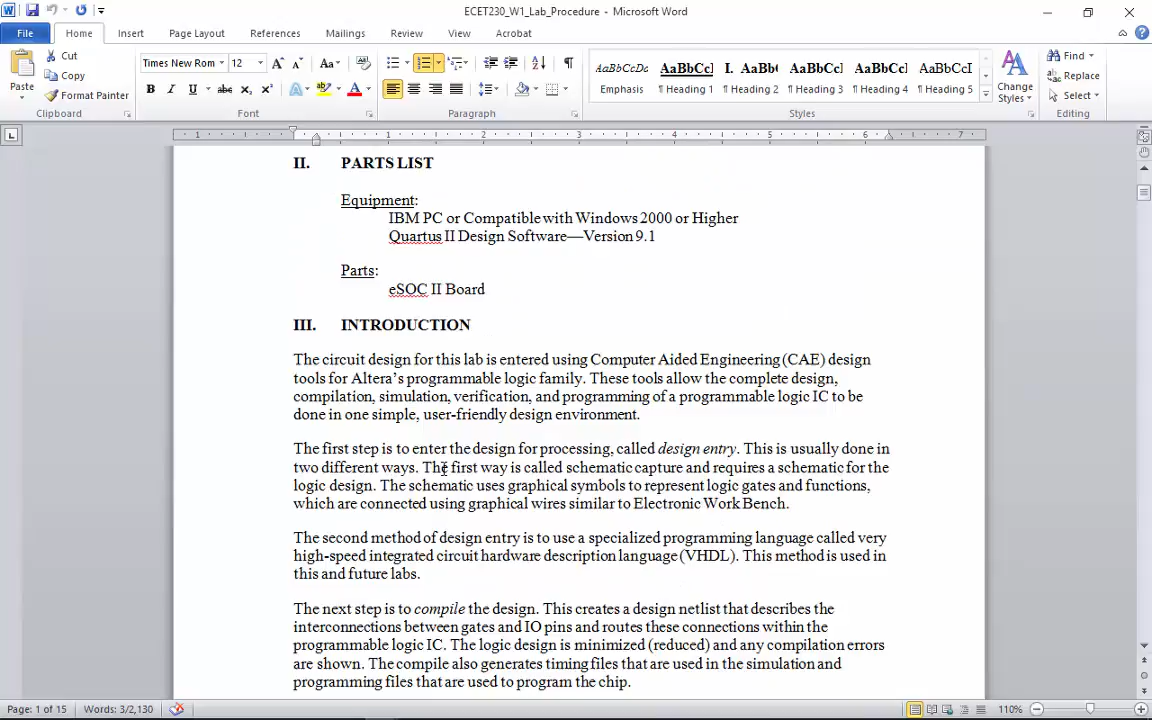 ECET230_W1_Lab_Procedure - Microsoft Word
File Home Insert Page Layout References Mailings Review View Acrobat
Paste
Cut
Copy
Format Painter
Clipboard
Times New Rom 12
Font
Paragraph
AaBbCcDc AaBbCcI I. AaBb( AaBbCcI AaBbCcI AaBbCcI
Emphasis Heading 1 Heading 2 Heading 3 Heading 4 Heading 5
Styles
Change Styles
Find
Replace
Select
Editing
II. PARTS LIST
Equipment:
IBM PC or Compatible with Windows 2000 or Higher
Quartus II Design Software—Version 9.1
Parts:
eSOC II Board
III. INTRODUCTION
The circuit design for this lab is entered using Computer Aided Engineering (CAE) design
tools for Altera’s programmable logic family. These tools allow the complete design,
compilation, simulation, verification, and programming of a programmable logic IC to be
done in one simple, user-friendly design environment.
The first step is to enter the design for processing, called design entry. This is usually done in
two different ways. The first way is called schematic capture and requires a schematic for the
logic design. The schematic uses graphical symbols to represent logic gates and functions,
which are connected using graphical wires similar to Electronic Work Bench.
The second method of design entry is to use a specialized programming language called very
high-speed integrated circuit hardware description language (VHDL). This method is used in
this and future labs.
The next step is to compile the design. This creates a design netlist that describes the
interconnections between gates and IO pins and routes these connections within the
programmable logic IC. The logic design is minimized (reduced) and any compilation errors
are shown. The compile also generates timing files that are used in the simulation and
programming files that are used to program the chip.
Page: 1 of 15 Words: 3/2,130 110%